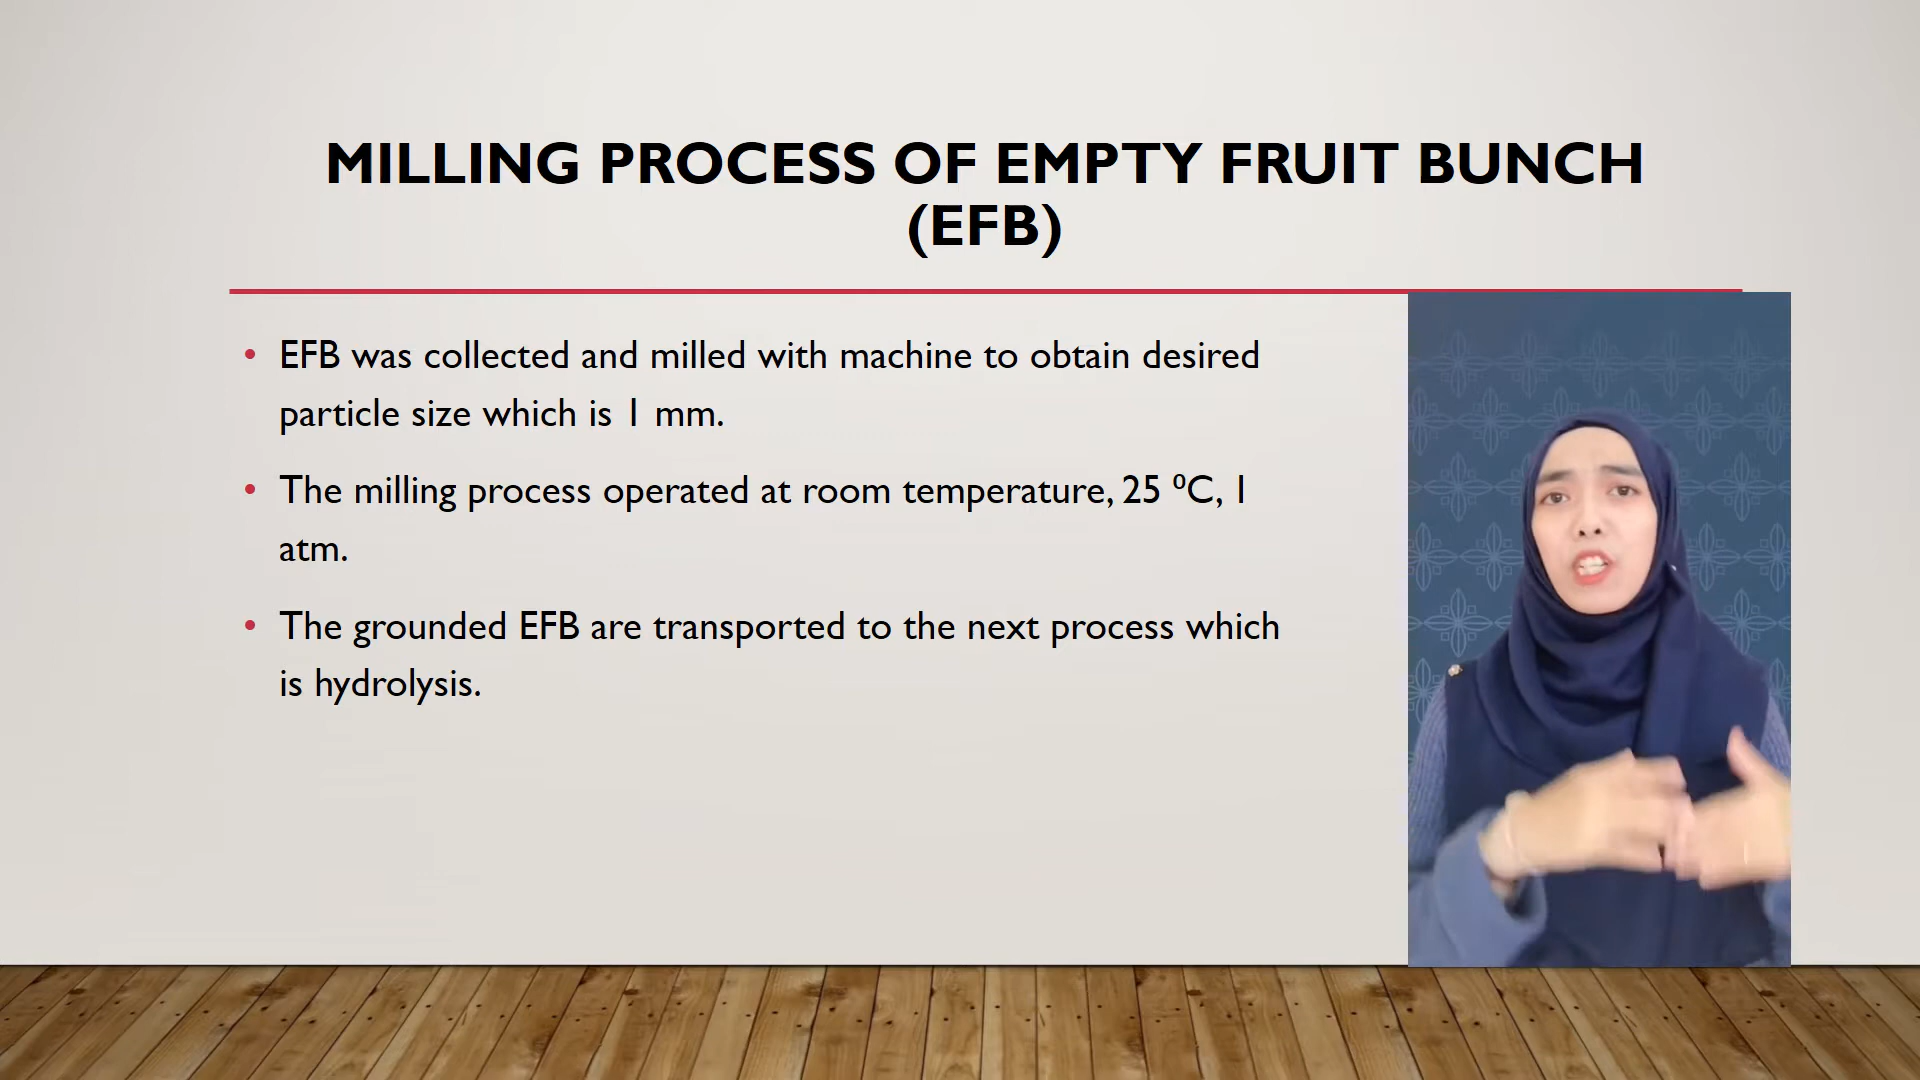 MILLING PROCESS OF EMPTY FRUIT BUNCH
(EFB)
• EFB was collected and milled with machine to obtain desired
particle size which is 1 mm.
• The milling process operated at room temperature, 25 ⁰C, 1
atm.
• The grounded EFB are transported to the next process which
is hydrolysis.